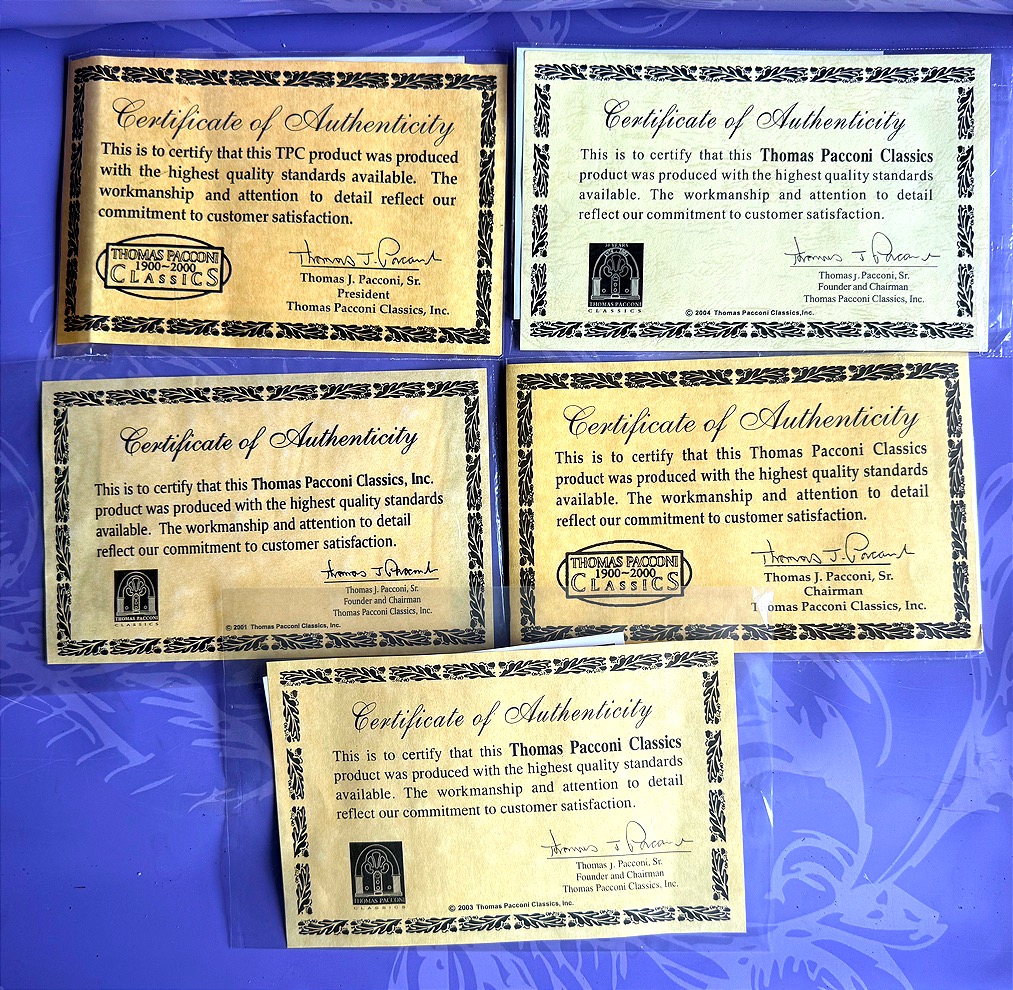 Certificate of Authenticity
This is to certify that this TPC product was produced
with the highest quality standards available. The
workmanship and attention to detail reflect our
commitment to customer satisfaction.
THOMAS PACCONI
1900~2000
CLASSICS
Thomas J. Pacconi
Thomas J. Pacconi, Sr.
President
Thomas Pacconi Classics, Inc.
Certificate of Authenticity
This is to certify that this Thomas Pacconi Classics
product was produced with the highest quality standards
available. The workmanship and attention to detail
reflect our commitment to customer satisfaction.
10 YEARS
THOMAS PACCONI
CLASSICS
Thomas J Pacconi
Thomas J. Pacconi, Sr.
Founder and Chairman
Thomas Pacconi Classics, Inc.
© 2004 Thomas Pacconi Classics,Inc.
Certificate of Authenticity
This is to certify that this Thomas Pacconi Classics, Inc.
product was produced with the highest quality standards
available. The workmanship and attention to detail
reflect our commitment to customer satisfaction.
THOMAS PACCONI
CLASSICS
Thomas J Pacconi
Thomas J. Pacconi, Sr.
Founder and Chairman
Thomas Pacconi Classics, Inc.
© 2001 Thomas Pacconi Classics, Inc.
Certificate of Authenticity
This is to certify that this Thomas Pacconi Classics
product was produced with the highest quality standards
available. The workmanship and attention to detail
reflect our commitment to customer satisfaction.
THOMAS PACCONI
1900~2000
CLASSICS
Thomas J. Pacconi
Thomas J. Pacconi, Sr.
Chairman
Thomas Pacconi Classics, Inc.
Certificate of Authenticity
This is to certify that this Thomas Pacconi Classics
product was produced with the highest quality standards
available. The workmanship and attention to detail
reflect our commitment to customer satisfaction.
THOMAS PACCONI
CLASSICS
Thomas J Pacconi
Thomas J. Pacconi, Sr.
Founder and Chairman
Thomas Pacconi Classics, Inc.
© 2003 Thomas Pacconi Classics, Inc.